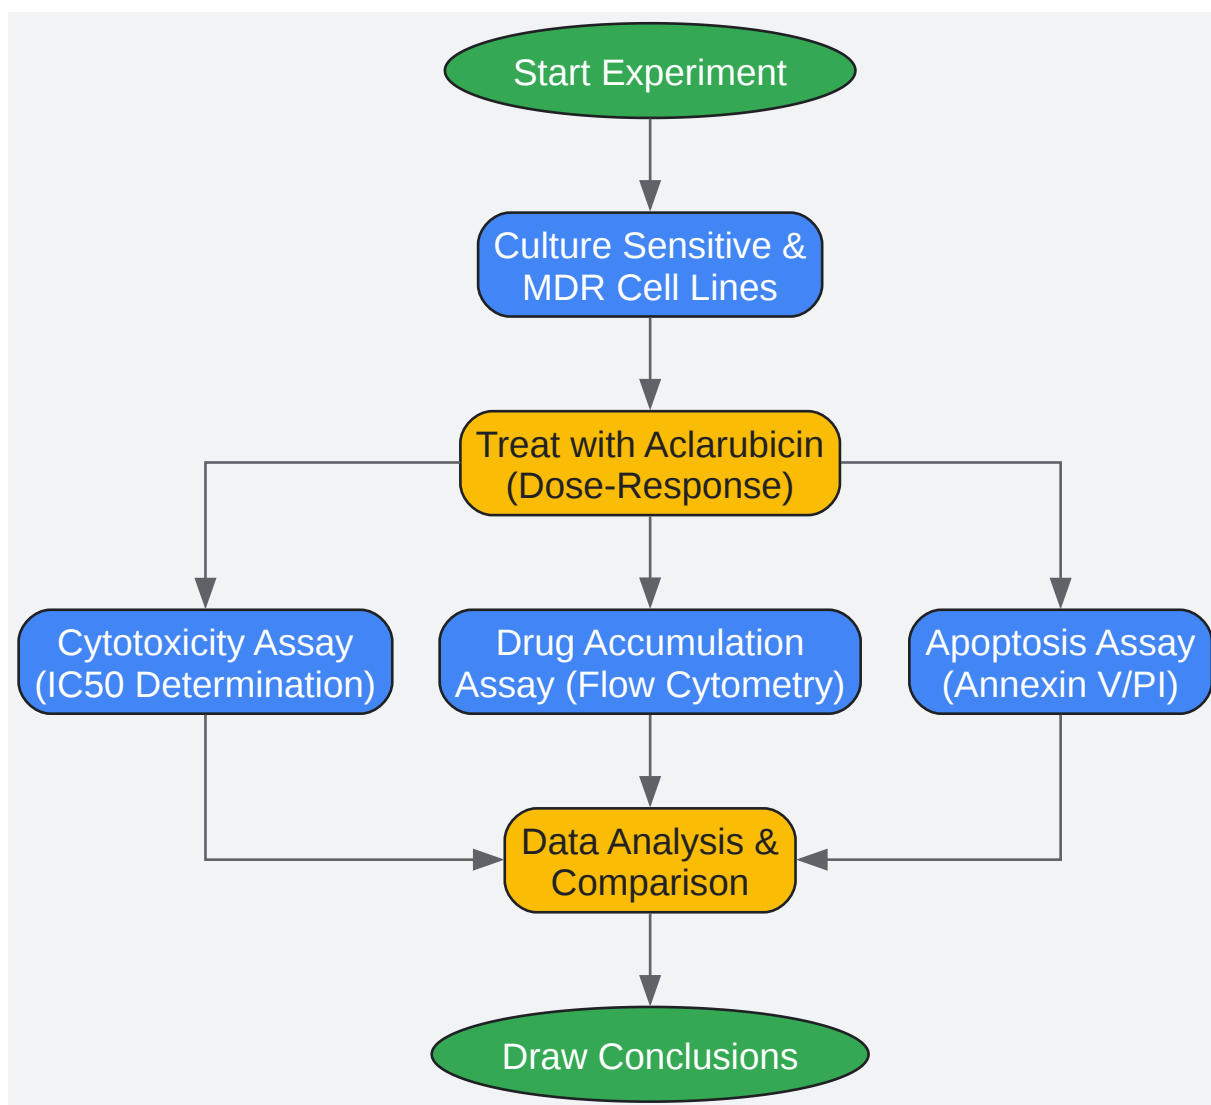 Start Experiment
Culture Sensitive &
MDR Cell Lines
Treat with Aclarubicin
(Dose-Response)
Cytotoxicity Assay
(IC50 Determination)
Drug Accumulation
Assay (Flow Cytometry)
Apoptosis Assay
(Annexin V/PI)
Data Analysis &
Comparison
Draw Conclusions